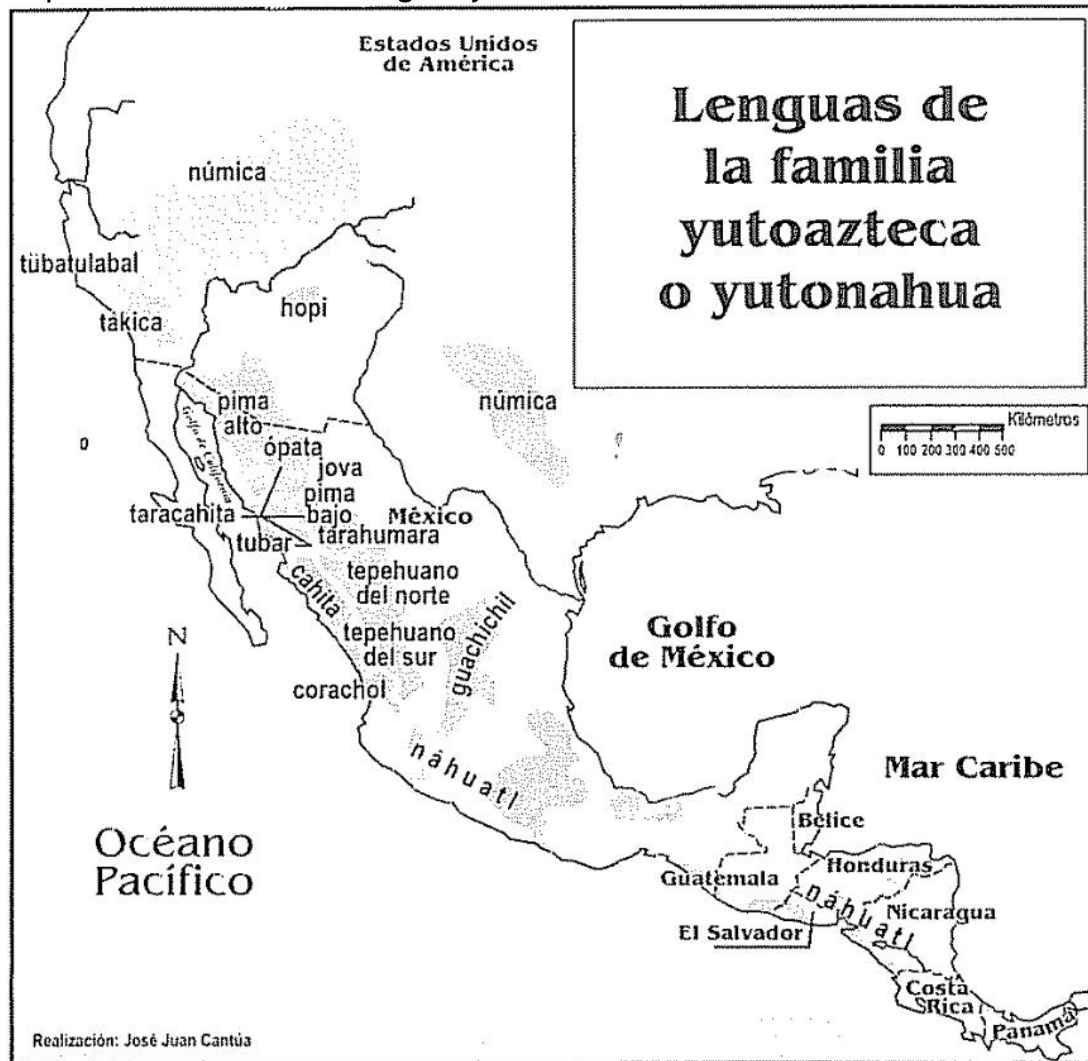 Estados Unidos
de América
Lenguas de
la familia
yutoazteca
o yutonahua
númica
tübatulabal
hopi
tákica
númica
Kilómetros
0 100 200 300 400 500
pima
alto
Golfo de California
ópata
jova
pima
bajo
taracahita
México
tubar
tarahumara
cahita
tepehuano
del norte
guachichil
tepehuano
del sur
corachol
N
Golfo
de México
náhuatl
Mar Caribe
Océano
Pacífico
Belice
Honduras
Guatemala
náhuatl
Nicaragua
El Salvador
Costa
Rica
Panamá
Realización: José Juan Cantúa